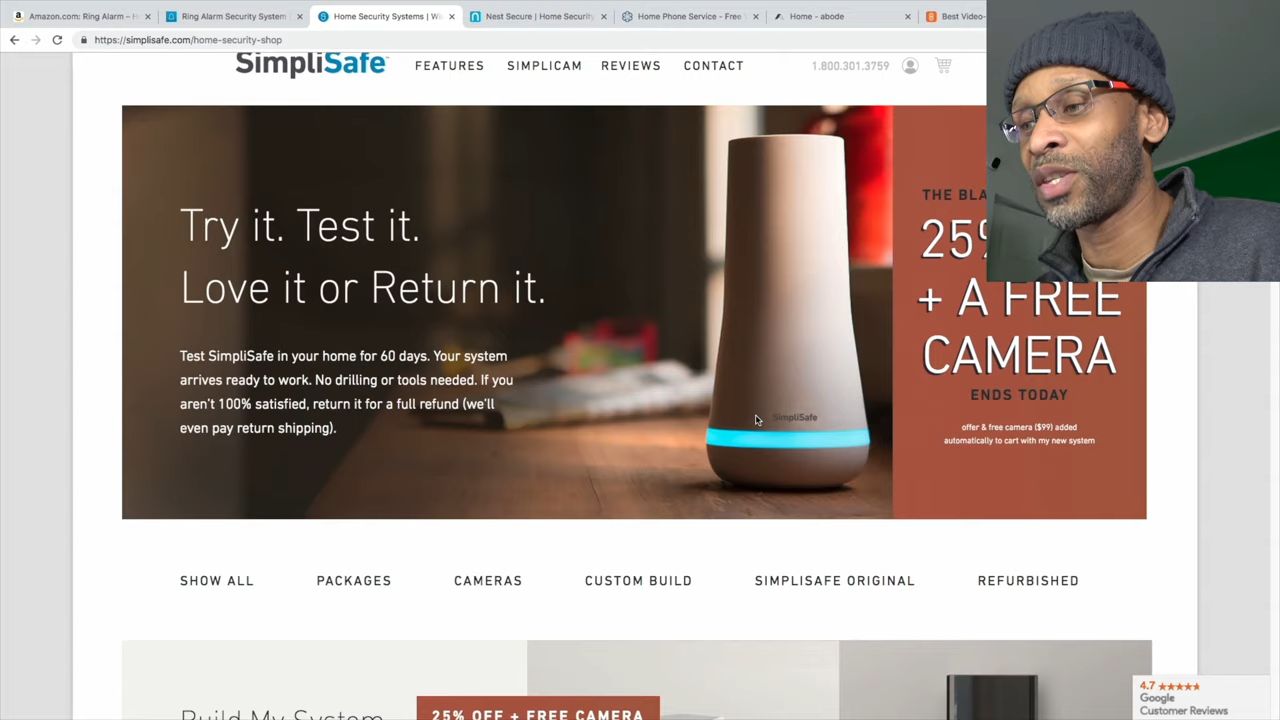 Amazon.com: Ring Alarm – H
Ring Alarm Security System
Home Security Systems | Wi
Nest Secure | Home Security
Home Phone Service - Free
Home - abode
Best Video-
https://simplisafe.com/home-security-shop
SimpliSafe
FEATURES
SIMPLICAM
REVIEWS
CONTACT
1.800.301.3759
Try it. Test it.
Love it or Return it.
Test SimpliSafe in your home for 60 days. Your system
arrives ready to work. No drilling or tools needed. If you
aren't 100% satisfied, return it for a full refund (we'll
even pay return shipping).
SimpliSafe
THE BLA
25%
+ A FREE
CAMERA
ENDS TODAY
offer & free camera ($99) added
automatically to cart with my new system
SHOW ALL
PACKAGES
CAMERAS
CUSTOM BUILD
SIMPLISAFE ORIGINAL
REFURBISHED
Build My System
25% OFF + FREE CAMERA
4.7
Google
Customer Reviews